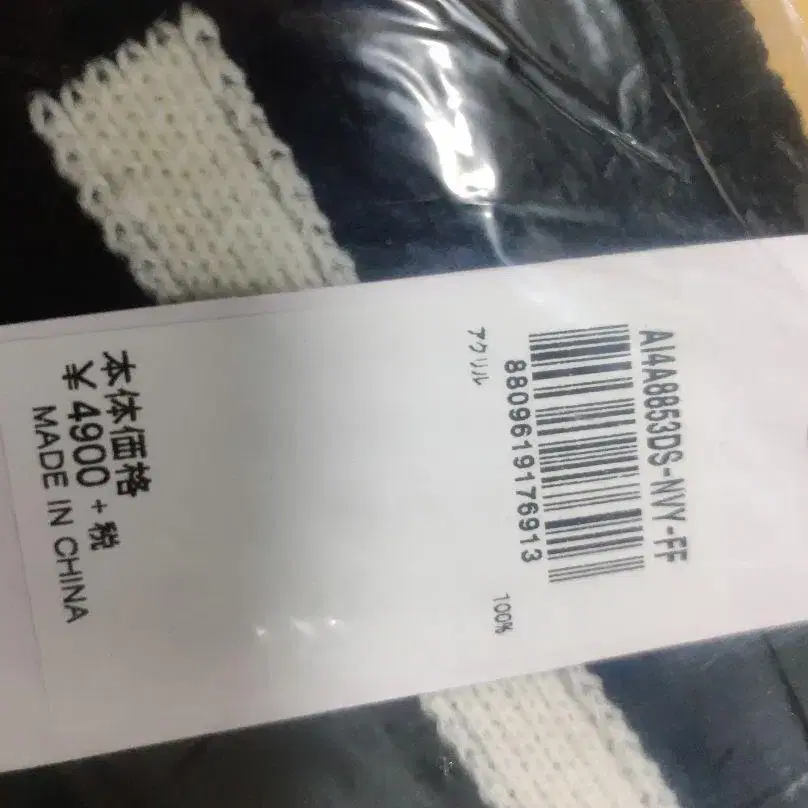 AI4A8853DS-NVY-FF
8809619176913
アクリル 100%
本体価格
¥ 4900 + 税
MADE IN CHINA